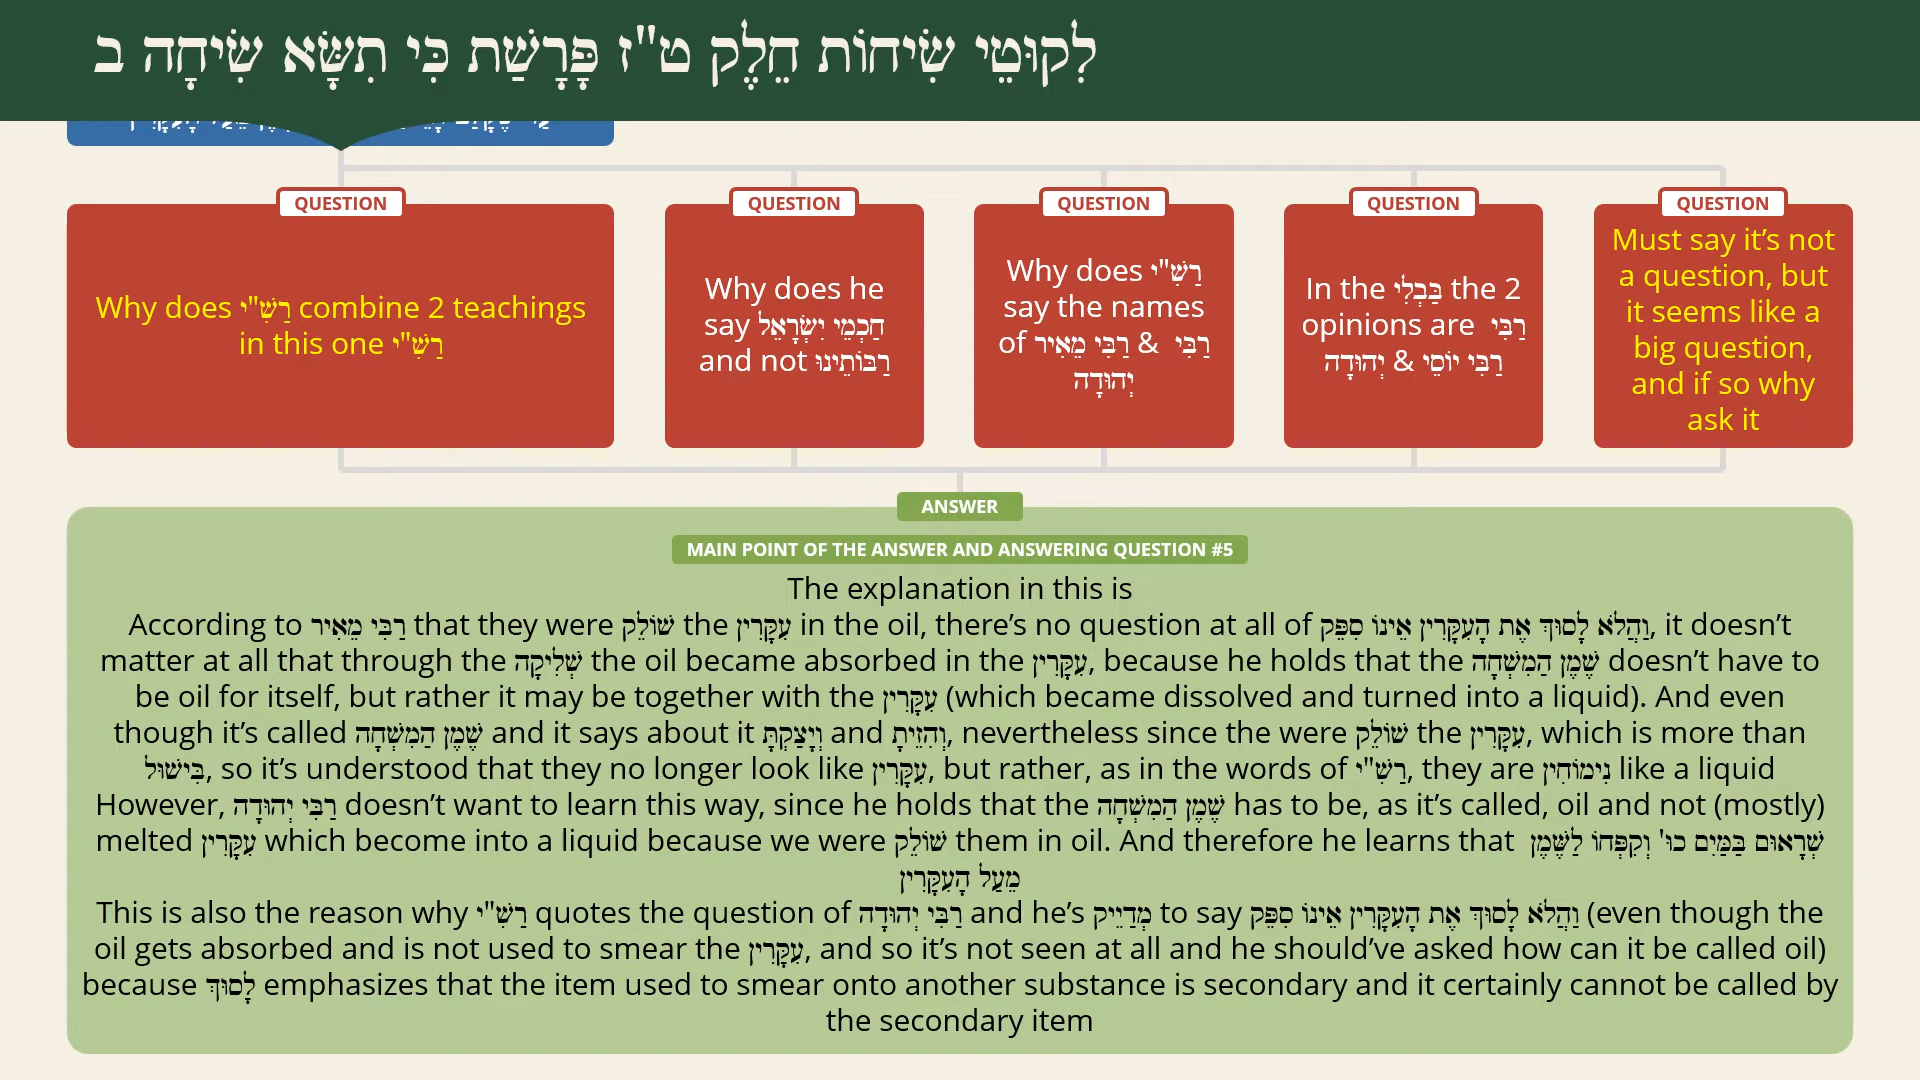 לִקוּטֵי שִׂיחוֹת חֵלֶק ט"ז פָּרָשַׁת כִּי תִשָּׂא שִׂיחָה ב
QUESTION
Why does רַשִׁ"י combine 2 teachings
in this one רַשִׁ"י
QUESTION
Why does he
say חַכְמֵי יִשְׂרָאֵל
and not רַבּוֹתֵינוּ
QUESTION
Why does רַשִׁ"י
say the names
of רַבִּי מֵאִיר & רַבִּי
יְהוּדָה
QUESTION
In the בַּבְלִי the 2
opinions are רַבִּי
יְהוּדָה & רַבִּי יוֹסֵי
QUESTION
Must say it’s not
a question, but
it seems like a
big question,
and if so why
ask it
ANSWER
MAIN POINT OF THE ANSWER AND ANSWERING QUESTION #5
The explanation in this is
According to רַבִּי מֵאִיר that they were שׁוֹלֵק the עִקָּרִין in the oil, there’s no question at all of וַהֲלֹא לָסוּךְ אֶת הָעִקָּרִין אֵינוֹ סִפֵּק, it doesn’t
matter at all that through the שְׁלִיקָה the oil became absorbed in the עִקָּרִין, because he holds that the שֶׁמֶן הַמִשְׁחָה doesn’t have to
be oil for itself, but rather it may be together with the עִקָּרִין (which became dissolved and turned into a liquid). And even
though it’s called שֶׁמֶן הַמִשְׁחָה and it says about it וְיָצַקְתָּ and וְהִזֵּיתָ, nevertheless since the were שׁוֹלֵק the עִקָּרִין, which is more than
בִּישׁוּל, so it’s understood that they no longer look like עִקָּרִין, but rather, as in the words of רַשִׁ"י, they are נִימוֹחִין like a liquid
However, רַבִּי יְהוּדָה doesn’t want to learn this way, since he holds that the שֶׁמֶן הַמִשְׁחָה has to be, as it’s called, oil and not (mostly)
melted עִקָּרִין which become into a liquid because we were שׁוֹלֵק them in oil. And therefore he learns that שְׁרָאוּם בַּמַּיִם כוּ' וְקִפְּחוֹ לַשֶּׁמֶן
מֵעַל הָעִקָּרִין
This is also the reason why רַשִׁ"י quotes the question of רַבִּי יְהוּדָה and he’s מְדַיֵּיק to say וַהֲלֹא לָסוּךְ אֶת הָעִקָּרִין אֵינוֹ סִפֵּק (even though the
oil gets absorbed and is not used to smear the עִקָּרִין, and so it’s not seen at all and he should’ve asked how can it be called oil)
because לָסוּךְ emphasizes that the item used to smear onto another substance is secondary and it certainly cannot be called by
the secondary item